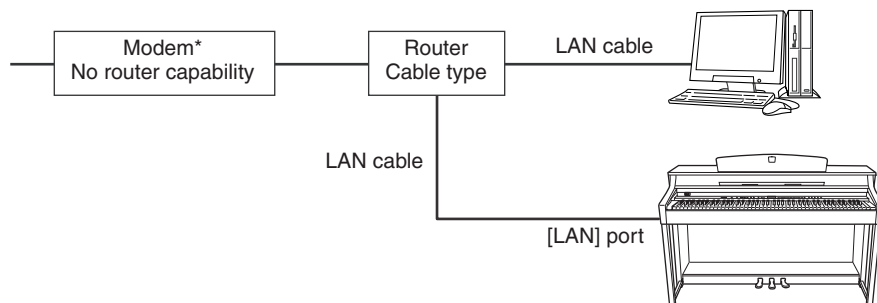 Modem*
No router capability
Router
Cable type
LAN cable
LAN cable
[LAN] port